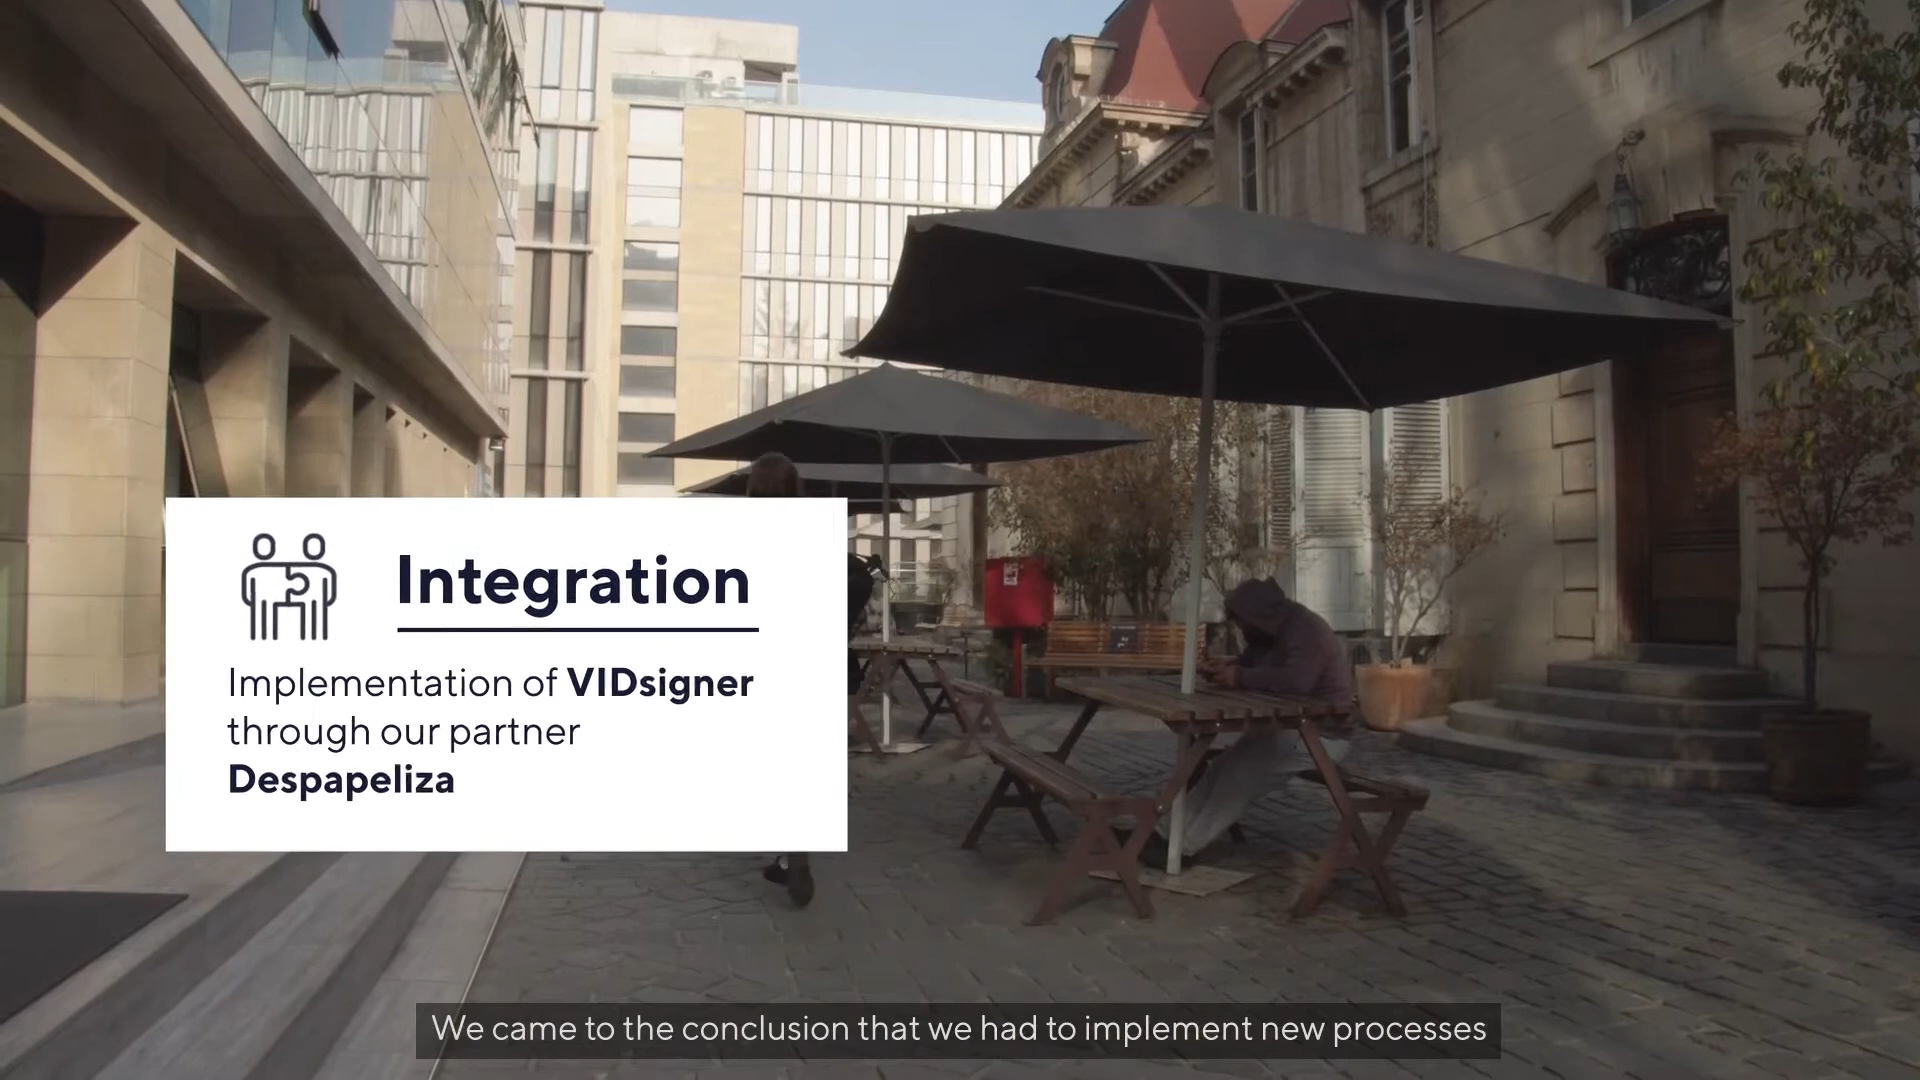 Integration
Implementation of VIDsigner
through our partner
Despapeliza
We came to the conclusion that we had to implement new processes